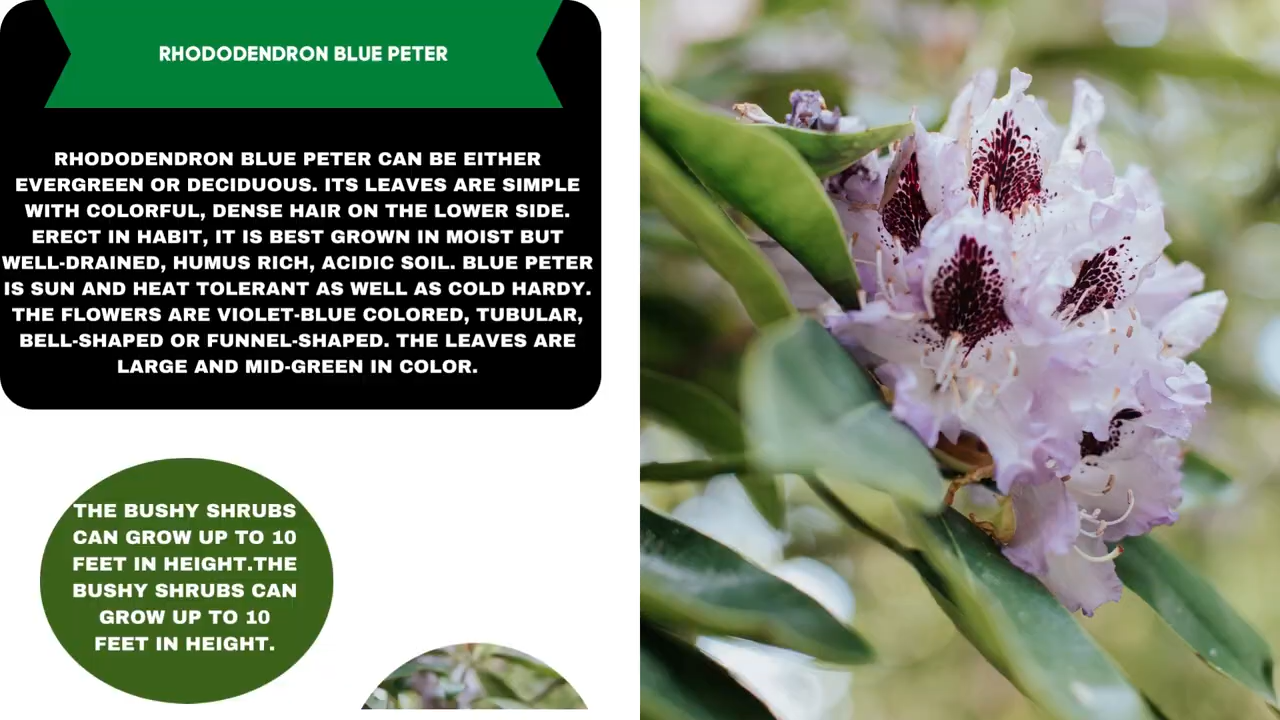 RHODODENDRON BLUE PETER
RHODODENDRON BLUE PETER CAN BE EITHER
EVERGREEN OR DECIDUOUS. ITS LEAVES ARE SIMPLE
WITH COLORFUL, DENSE HAIR ON THE LOWER SIDE.
ERECT IN HABIT, IT IS BEST GROWN IN MOIST BUT
WELL-DRAINED, HUMUS RICH, ACIDIC SOIL. BLUE PETER
IS SUN AND HEAT TOLERANT AS WELL AS COLD HARDY.
THE FLOWERS ARE VIOLET-BLUE COLORED, TUBULAR,
BELL-SHAPED OR FUNNEL-SHAPED. THE LEAVES ARE
LARGE AND MID-GREEN IN COLOR.
THE BUSHY SHRUBS
CAN GROW UP TO 10
FEET IN HEIGHT.THE
BUSHY SHRUBS CAN
GROW UP TO 10
FEET IN HEIGHT.